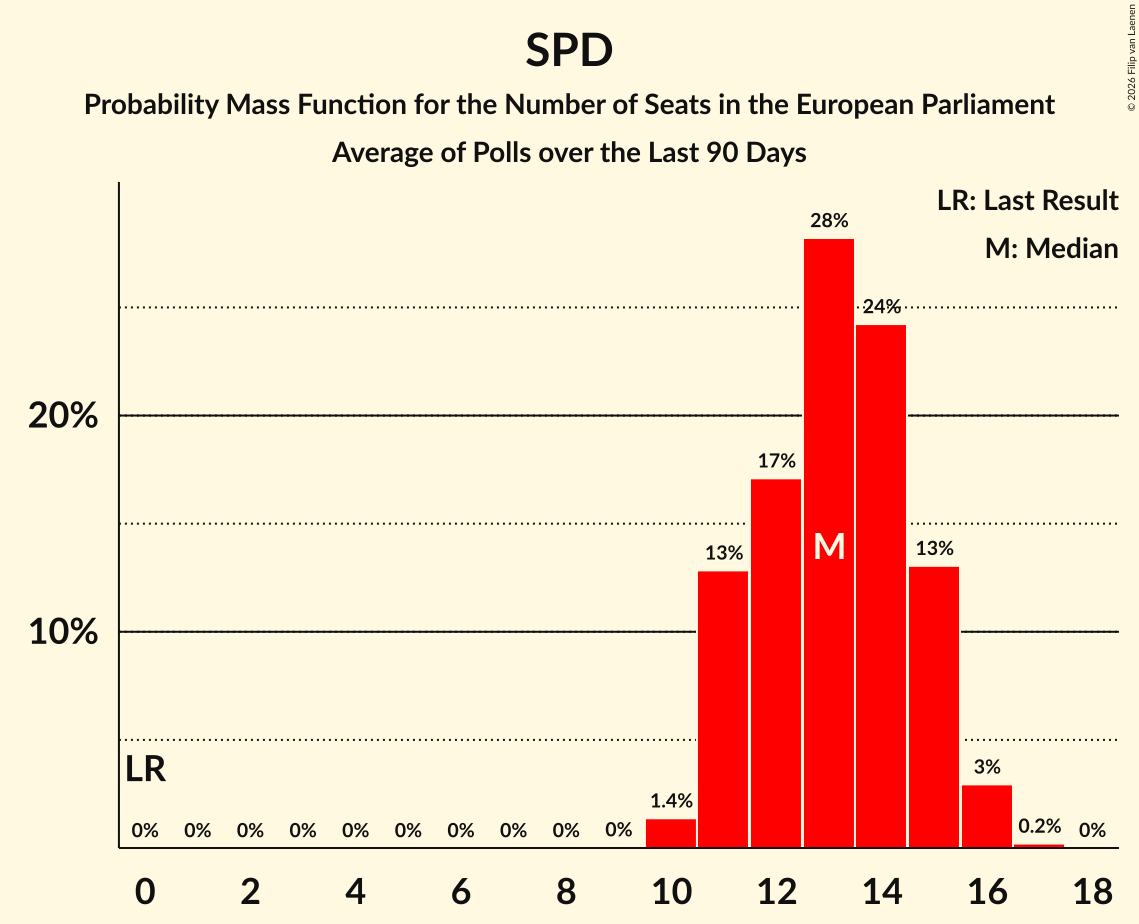 SPD
Probability Mass Function for the Number of Seats in the European Parliament
Average of Polls over the Last 90 Days
© 2026 Filip van Laenen
LR: Last Result
M: Median
28%
24%
20%
17%
13%
M
13%
10%
LR
3%
1.4%
0% 0% 0% 0% 0% 0% 0% 0% 0% 0% 0.2% 0%
0 2 4 6 8 10 12 14 16 18